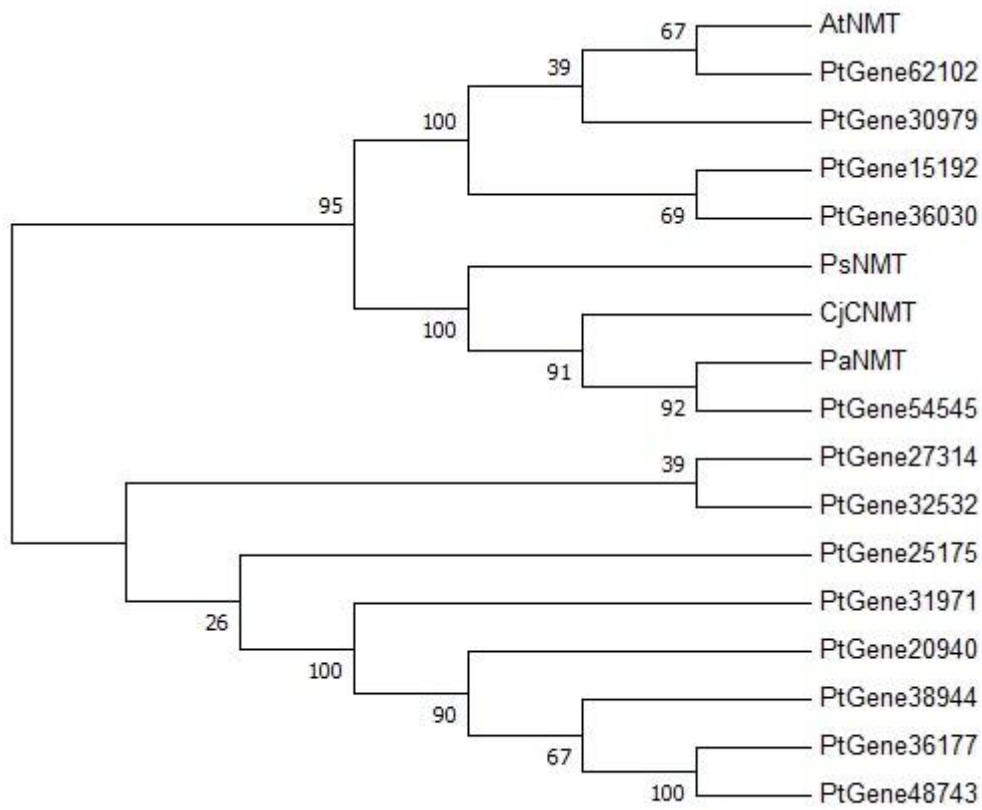 AtNMT
67
PtGene62102
39
PtGene30979
100
PtGene15192
95
69
PtGene36030
PsNMT
CjCNMT
100
PaNMT
91
92
PtGene54545
39
PtGene27314
PtGene32532
PtGene25175
PtGene31971
26
PtGene20940
100
PtGene38944
90
PtGene36177
67
PtGene48743
100